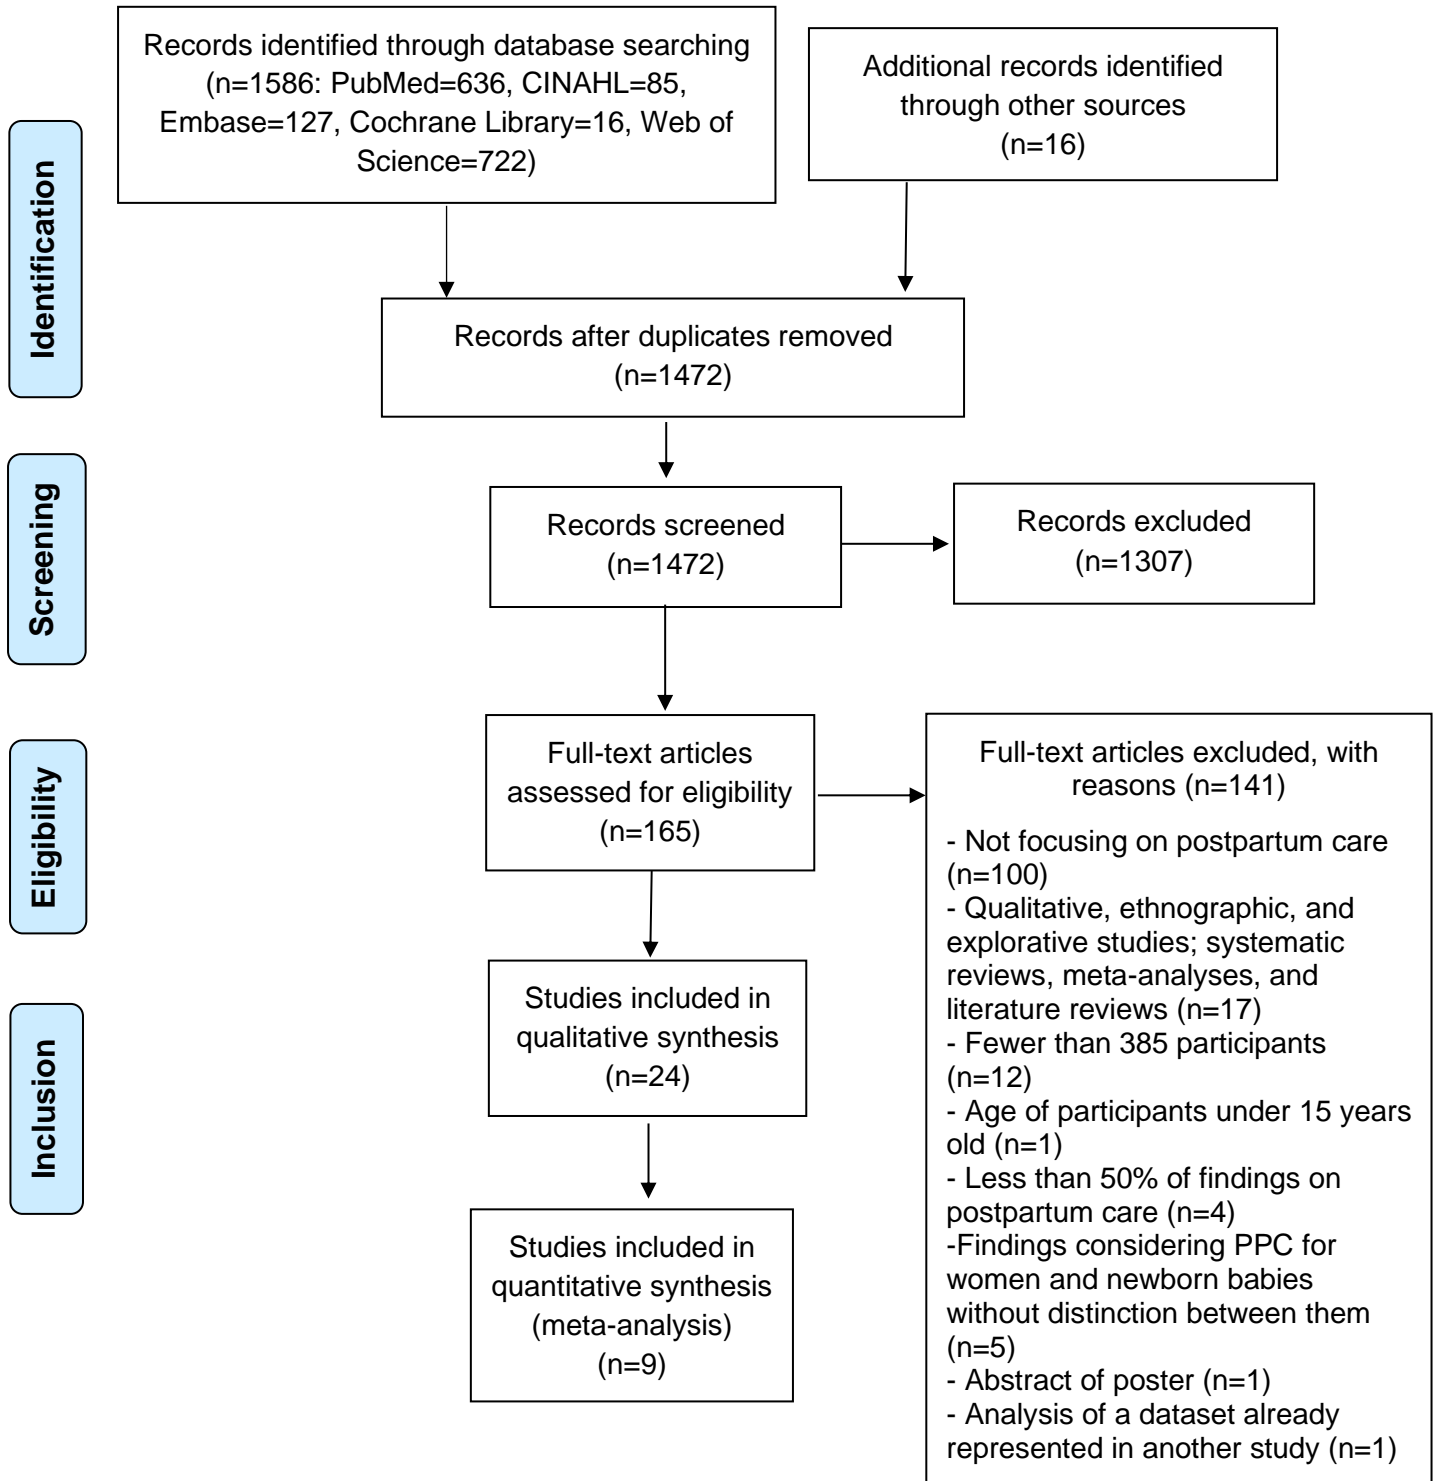 Records identified through database searching
(n=1586: PubMed=636, CINAHL=85,
Embase=127, Cochrane Library=16, Web of
Science=722)
Additional records identified
through other sources
(n=16)
Identification
Records after duplicates removed
(n=1472)
Screening
Records screened
(n=1472)
Records excluded
(n=1307)
Eligibility
Full-text articles
assessed for eligibility
(n=165)
Full-text articles excluded, with
reasons (n=141)
- Not focusing on postpartum care
(n=100)
- Qualitative, ethnographic, and
explorative studies; systematic
reviews, meta-analyses, and
literature reviews (n=17)
- Fewer than 385 participants
(n=12)
- Age of participants under 15 years
old (n=1)
- Less than 50% of findings on
postpartum care (n=4)
-Findings considering PPC for
women and newborn babies
without distinction between them
(n=5)
- Abstract of poster (n=1)
- Analysis of a dataset already
represented in another study (n=1)
Inclusion
Studies included in
qualitative synthesis
(n=24)
Studies included in
quantitative synthesis
(meta-analysis)
(n=9)